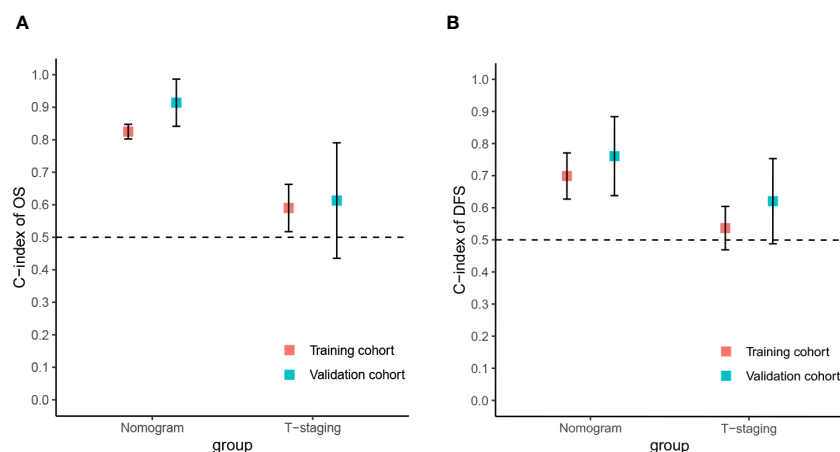 A
C-index of OS
1.0
0.9
0.8
0.7
0.6
0.5
0.4
0.3
0.2
0.1
0.0
Training cohort
Validation cohort
Nomogram
T-staging
group
B
C-index of DFS
1.0
0.9
0.8
0.7
0.6
0.5
0.4
0.3
0.2
0.1
0.0
Training cohort
Validation cohort
Nomogram
T-staging
group